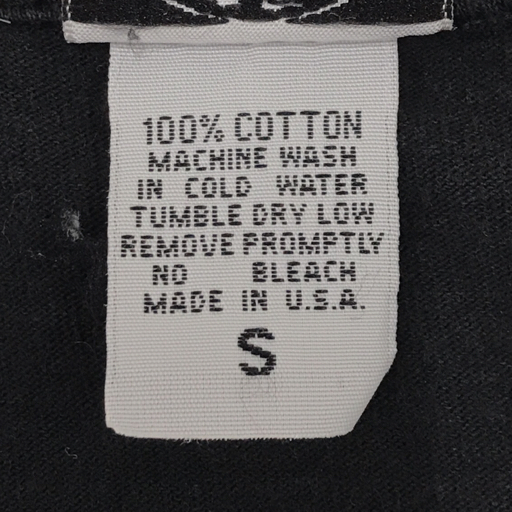 100% COTTON
MACHINE WASH
IN COLD WATER
TUMBLE DRY LOW
REMOVE PROMPTLY
NO BLEACH
MADE IN U.S.A.
S